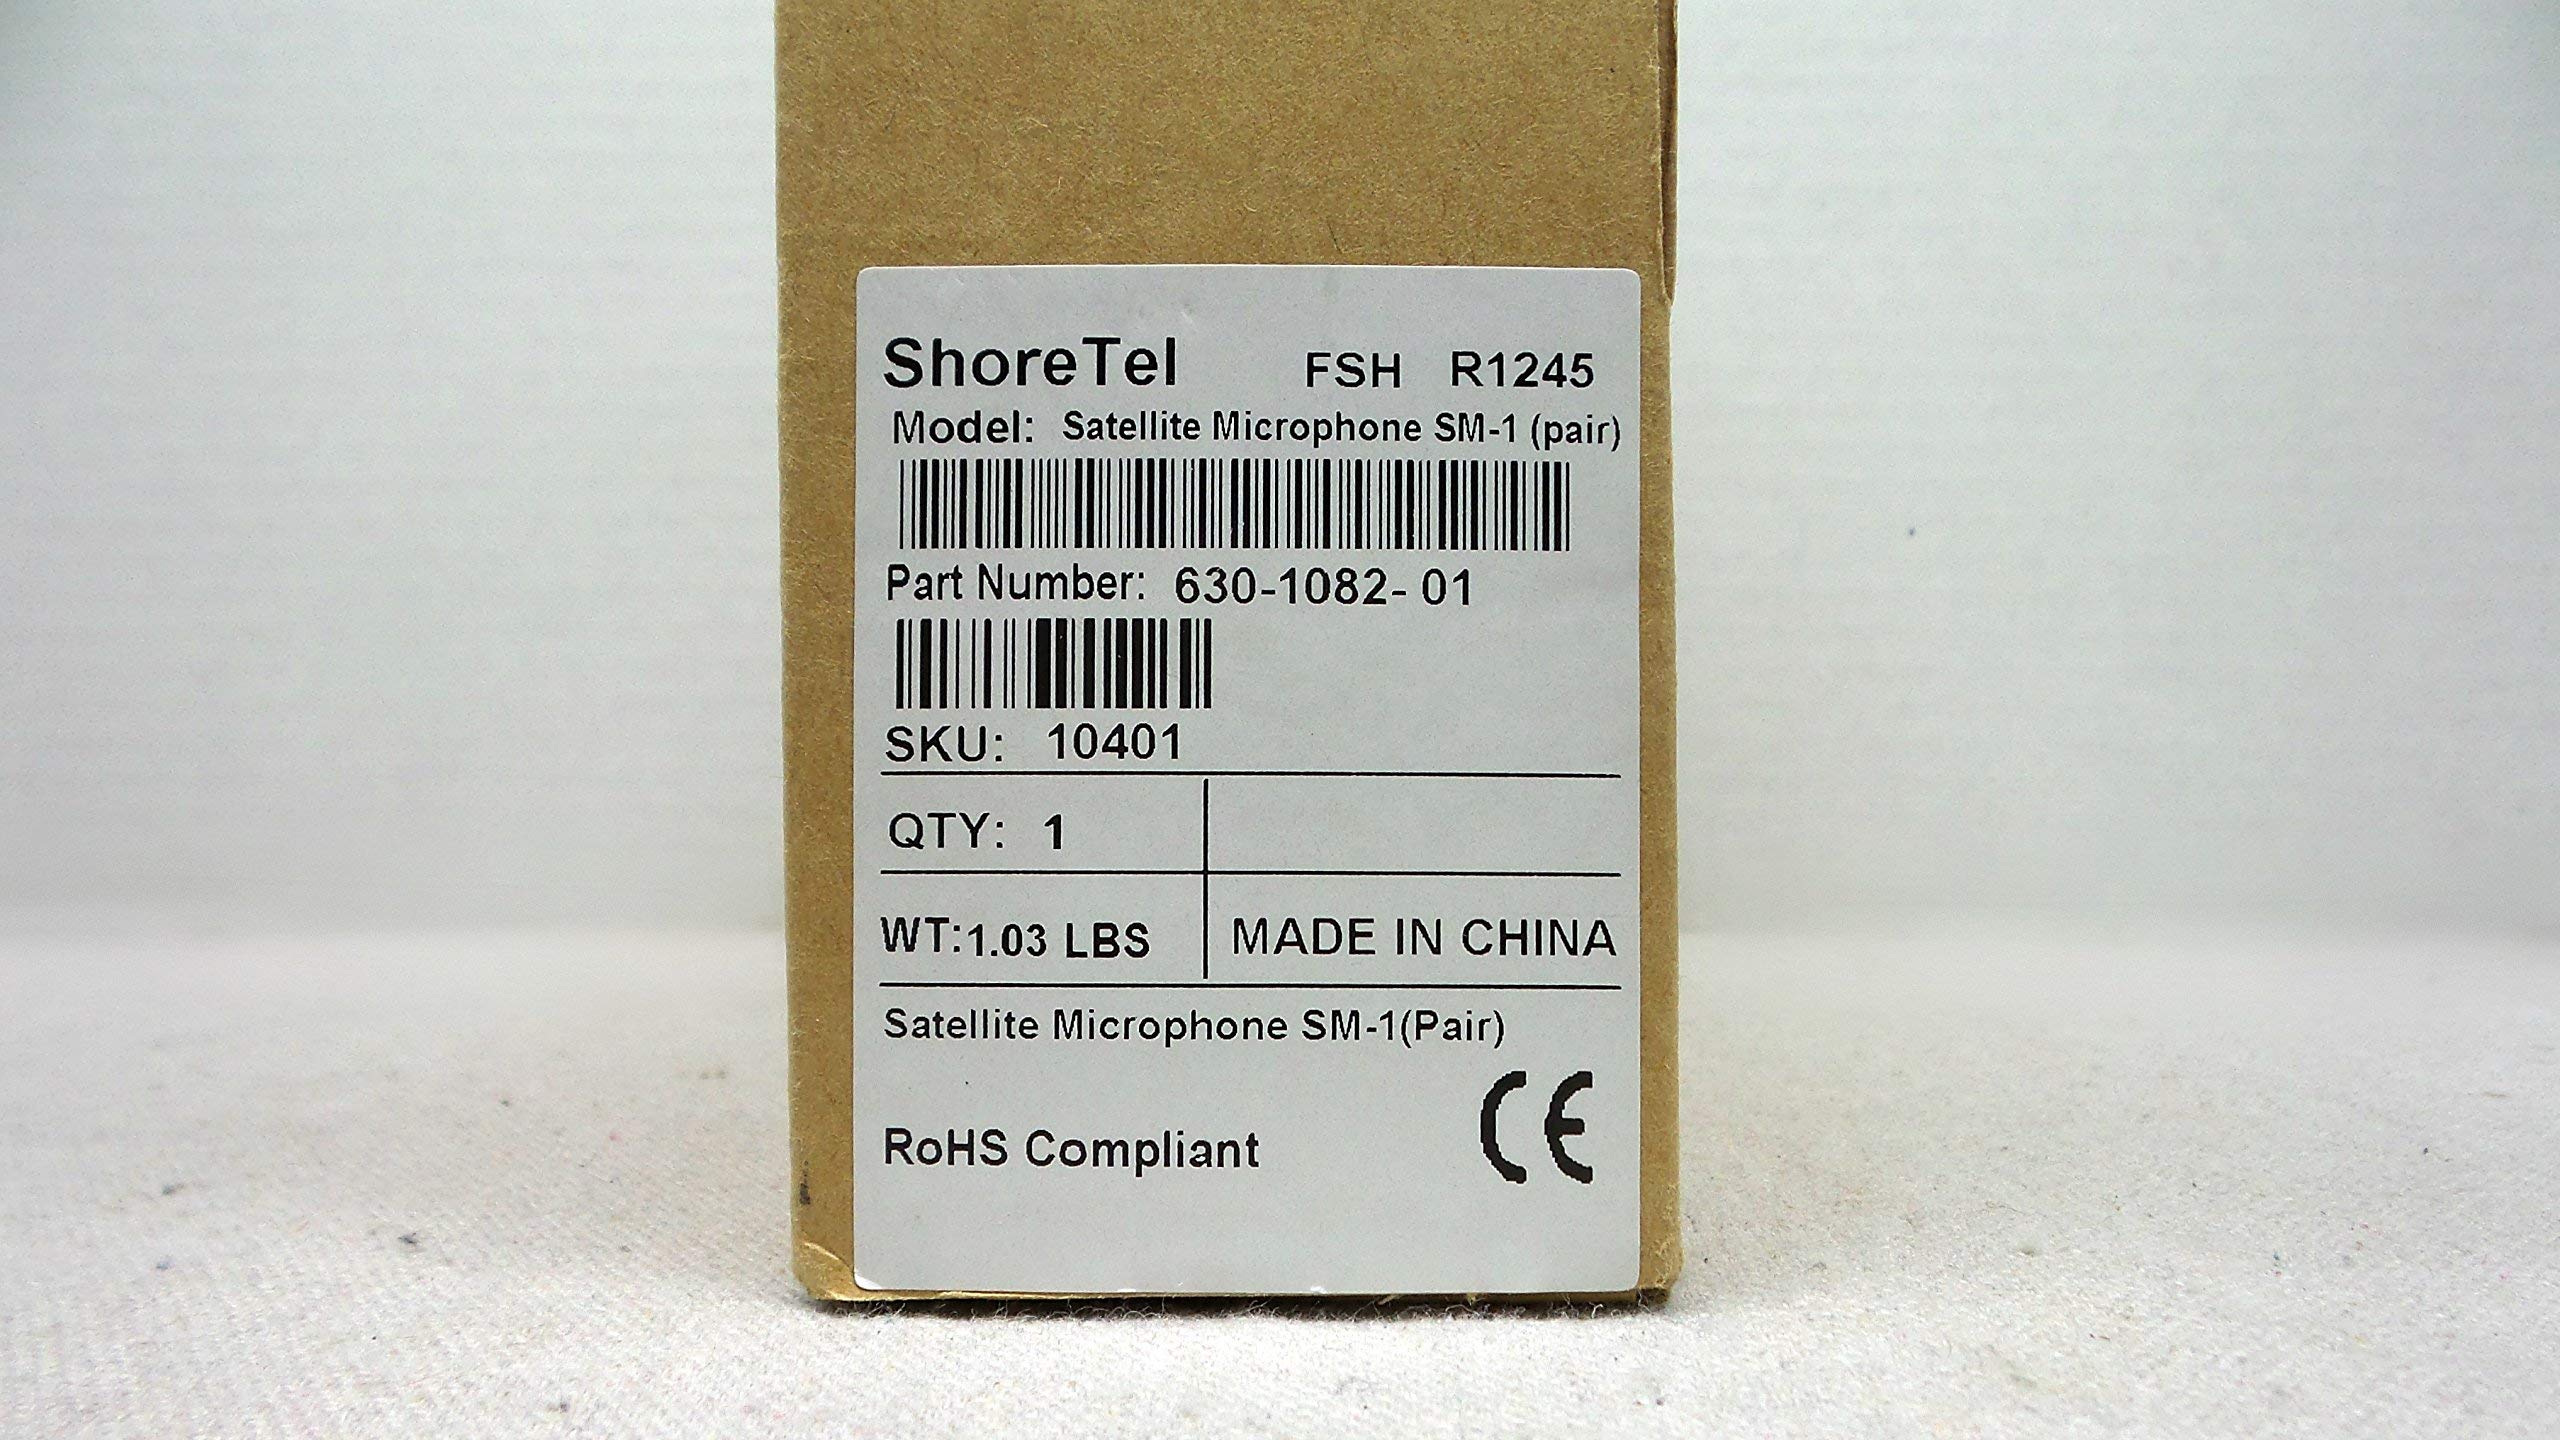 ShoreTel FSH R1245
Model: Satellite Microphone SM-1 (pair)
Part Number: 630-1082- 01
SKU: 10401
QTY: 1
WT:1.03 LBS MADE IN CHINA
Satellite Microphone SM-1(Pair)
RoHS Compliant CE